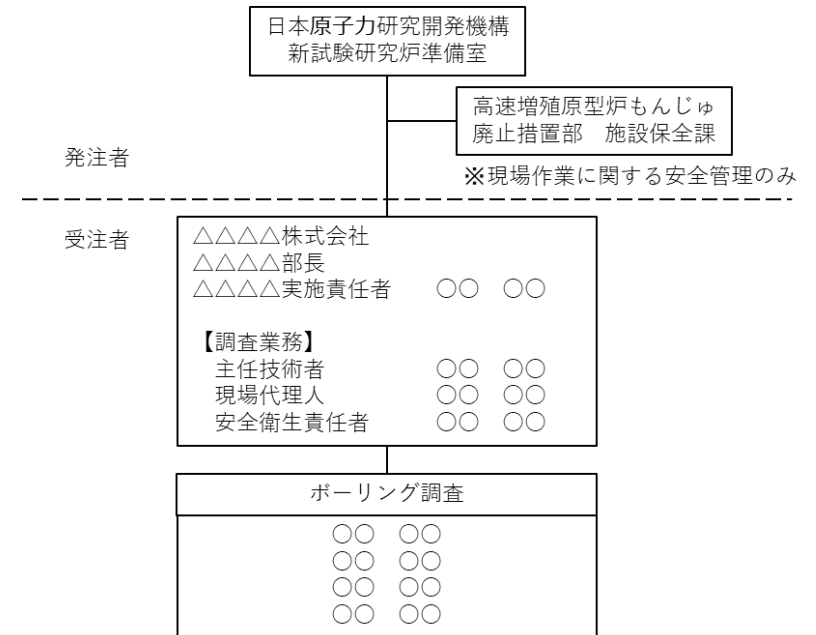 日本原子力研究開発機構
新試験研究炉準備室
高速増殖原型炉もんじゅ
廃止措置部　施設保全課
発注者
※現場作業に関する安全管理のみ
受注者
△△△△株式会社
△△△△部長
△△△△実施責任者　　○○　○○
【調査業務】
主任技術者　　○○　○○
現場代理人　　○○　○○
安全衛生責任者　　○○　○○
ボーリング調査
○○　○○
○○　○○
○○　○○
○○　○○